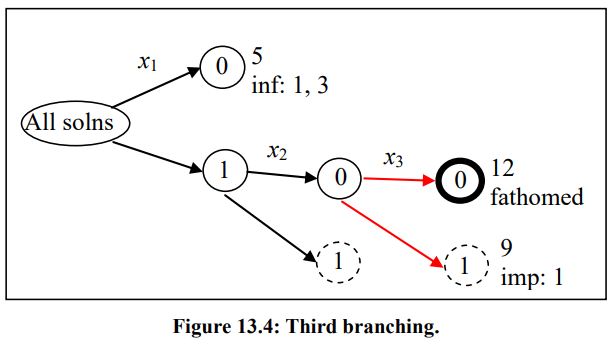 x1
0
5
inf: 1, 3
All solns
1
x2
0
x3
0
12
fathomed
1
1
9
imp: 1
Figure 13.4: Third branching.